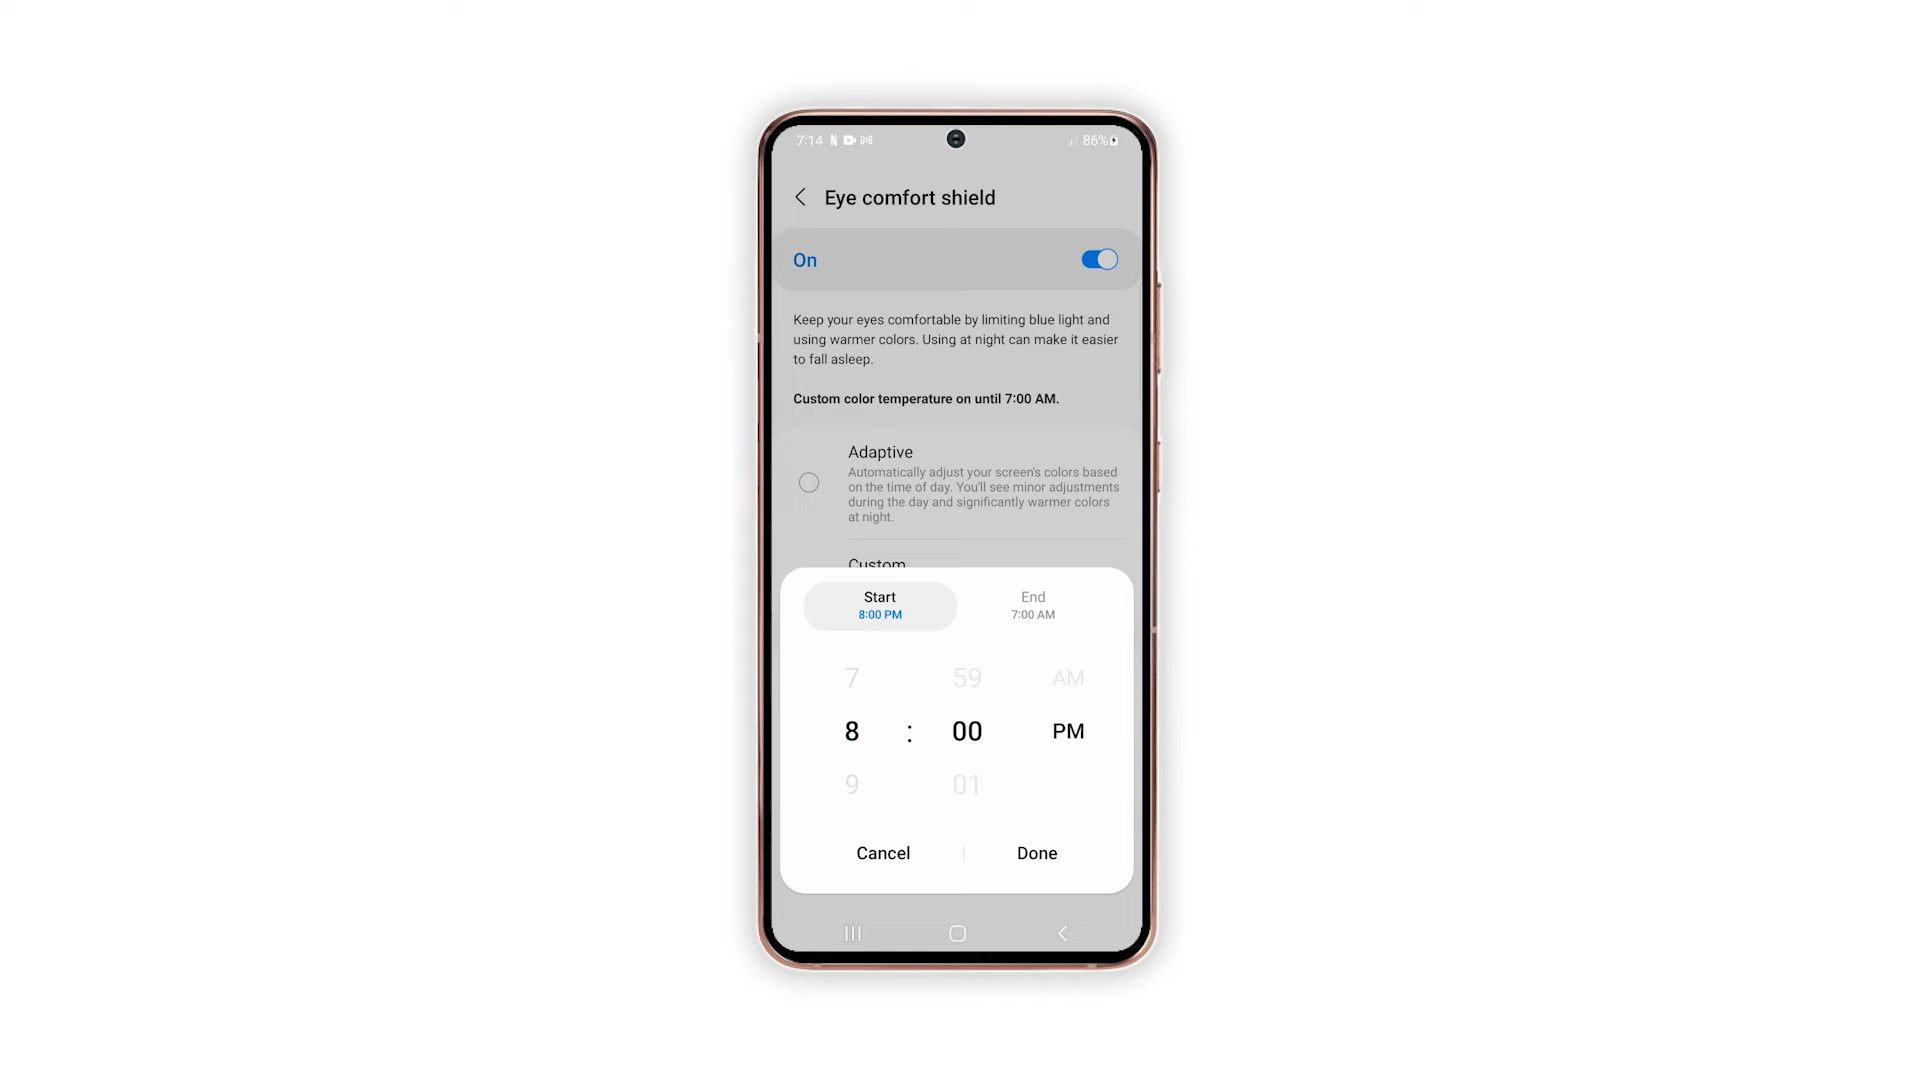 7:14 86%
Eye comfort shield
On
Keep your eyes comfortable by limiting blue light and
using warmer colors. Using at night can make it easier
to fall asleep.
Custom color temperature on until 7:00 AM.
Adaptive
Automatically adjust your screen's colors based
on the time of day. You'll see minor adjustments
during the day and significantly warmer colors
at night.
Custom
Start End
8:00 PM 7:00 AM
7 59 AM
8 : 00 PM
9 01
Cancel Done